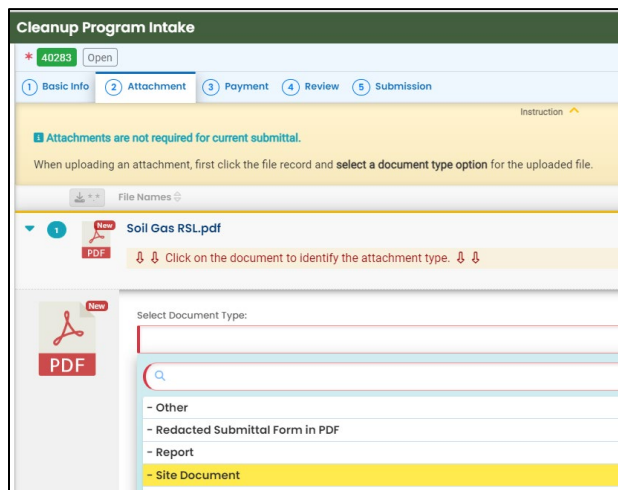 Cleanup Program Intake
* 40283 Open
1 Basic Info 2 Attachment 3 Payment 4 Review 5 Submission
Instruction
Attachments are not required for current submittal.
When uploading an attachment, first click the file record and select a document type option for the uploaded file.
*.* File Names
1 PDF New Soil Gas RSL.pdf
⇩ ⇩ Click on the document to identify the attachment type. ⇩ ⇩
New
PDF
Select Document Type:
- Other
- Redacted Submittal Form in PDF
- Report
- Site Document